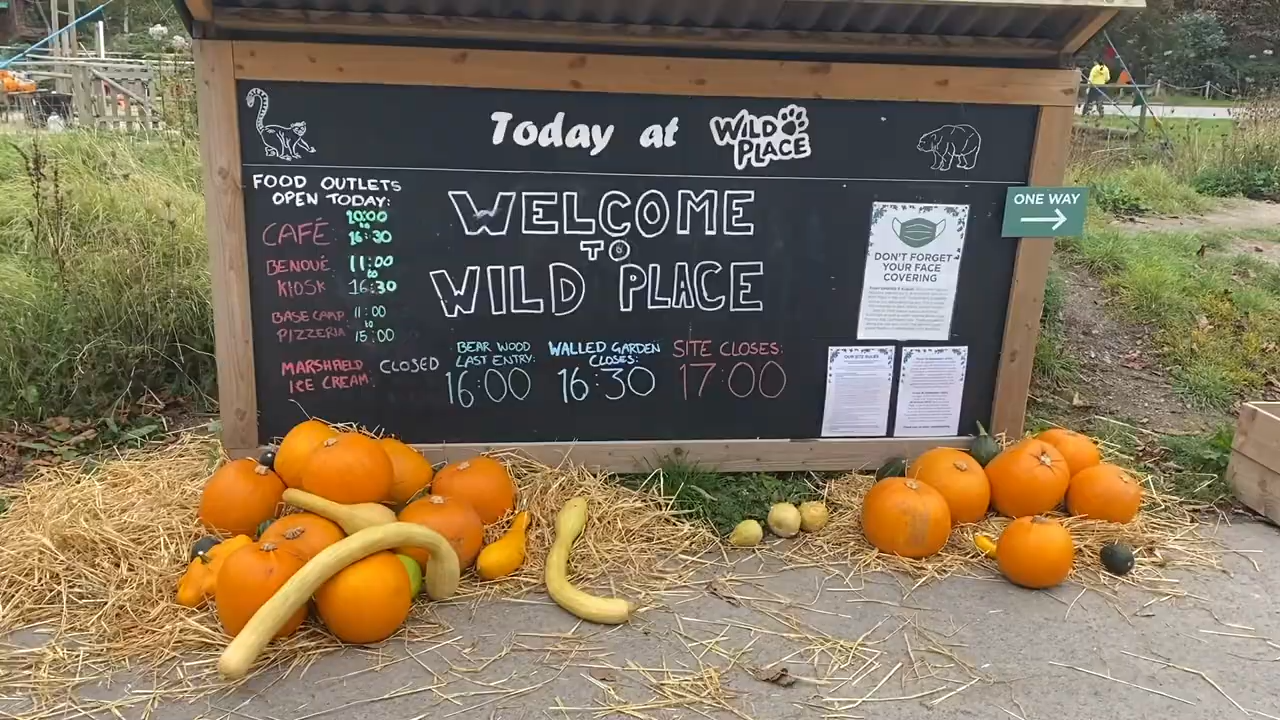 Today at WILD PLACE
FOOD OUTLETS
OPEN TODAY:
CAFÉ 10:00
to
16:30
BENOUÉ 11:00
to
KIOSK 16:30
BASE CAMP 11:00
to
PIZZERIA 15:00
MARSHFIELD CLOSED
ICE CREAM:
WELCOME
TO
WILD PLACE
BEAR WOOD
LAST ENTRY:
16:00
WALLED GARDEN
CLOSES:
16:30
SITE CLOSES:
17:00
DON'T FORGET
YOUR FACE
COVERING
OUR SITE RULES
ONE WAY